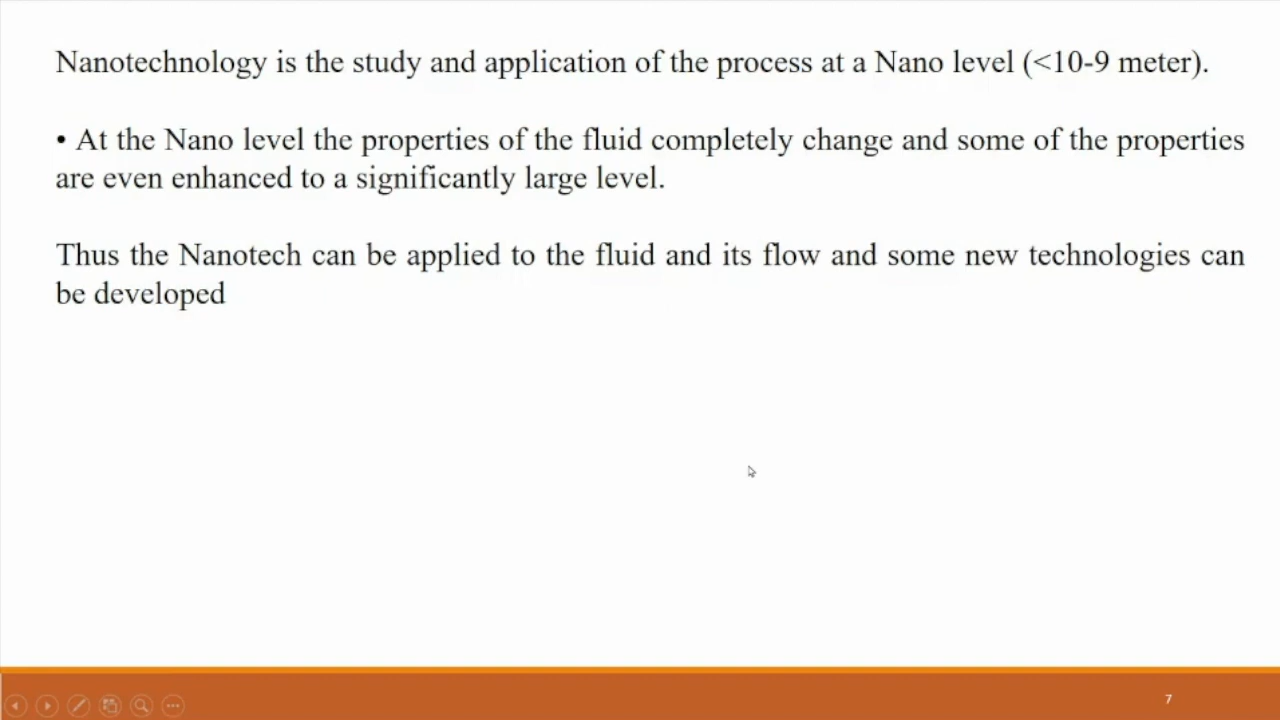 Nanotechnology is the study and application of the process at a Nano level (<10-9 meter).
• At the Nano level the properties of the fluid completely change and some of the properties
are even enhanced to a significantly large level.
Thus the Nanotech can be applied to the fluid and its flow and some new technologies can
be developed
7